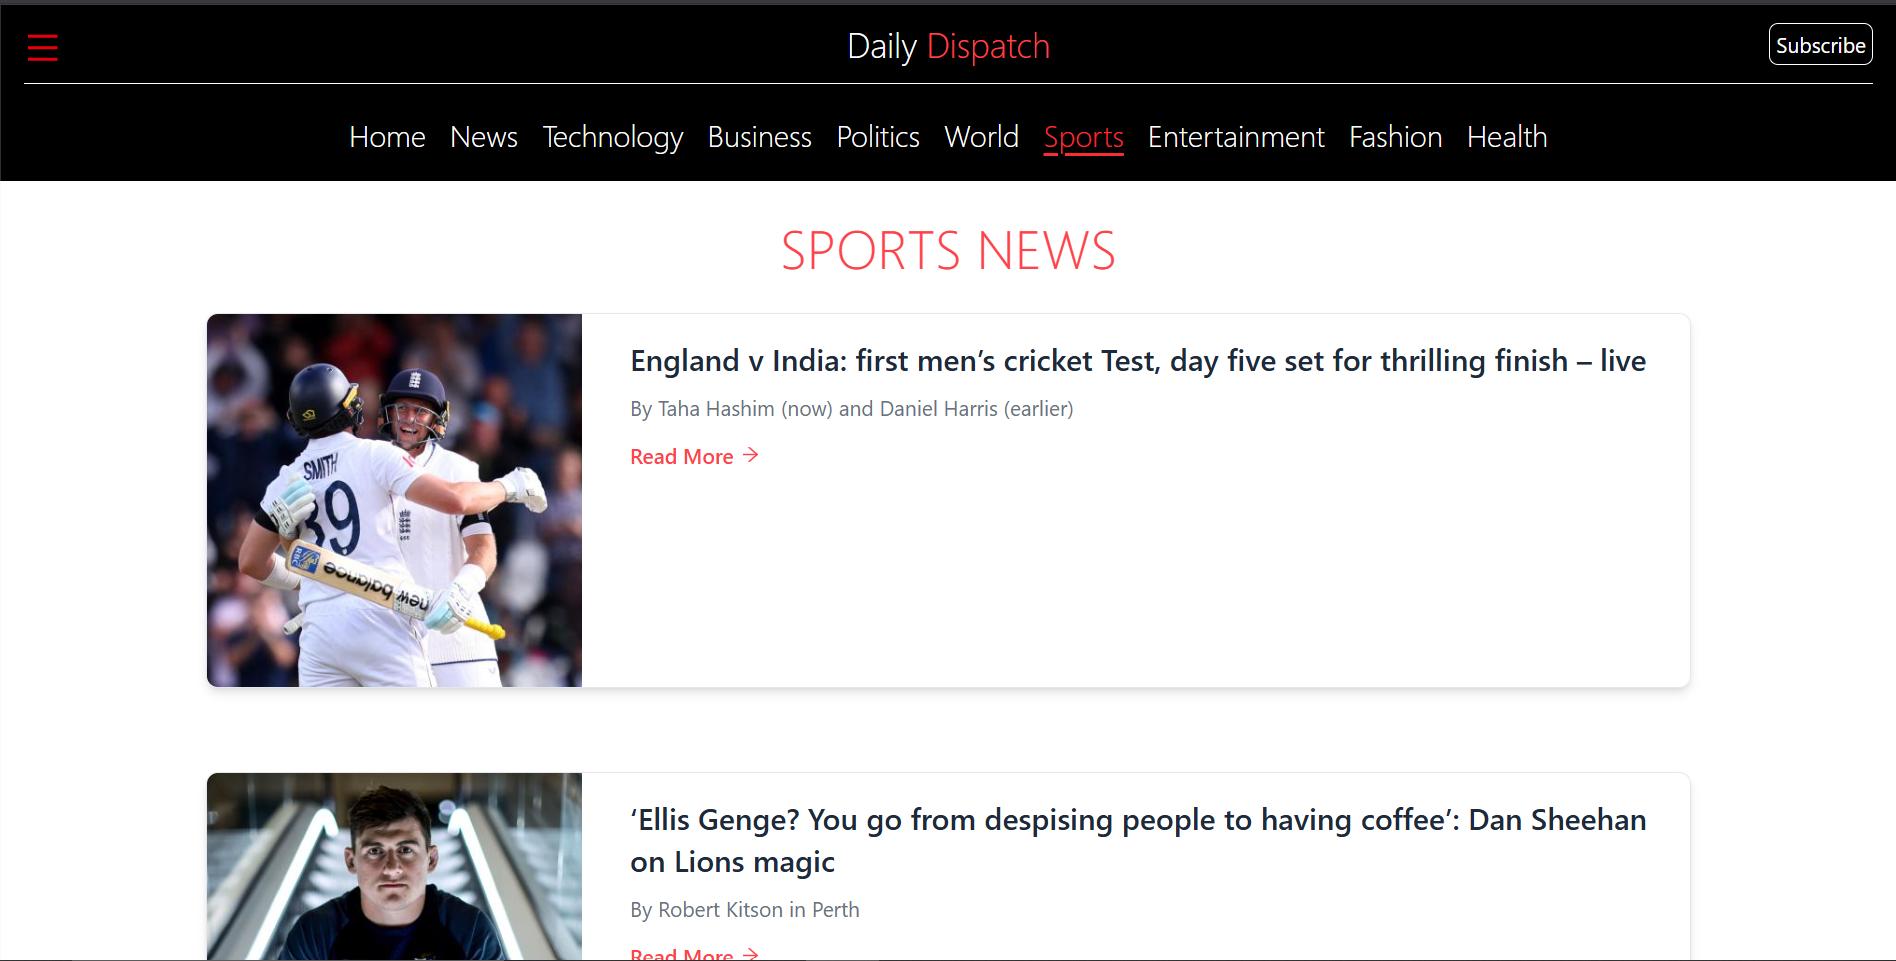 Daily Dispatch
Subscribe
Home News Technology Business Politics World Sports Entertainment Fashion Health
SPORTS NEWS
England v India: first men’s cricket Test, day five set for thrilling finish – live
By Taha Hashim (now) and Daniel Harris (earlier)
Read More →
SMITH
39
RBC
new balance
‘Ellis Genge? You go from despising people to having coffee’: Dan Sheehan
on Lions magic
By Robert Kitson in Perth
Read More →